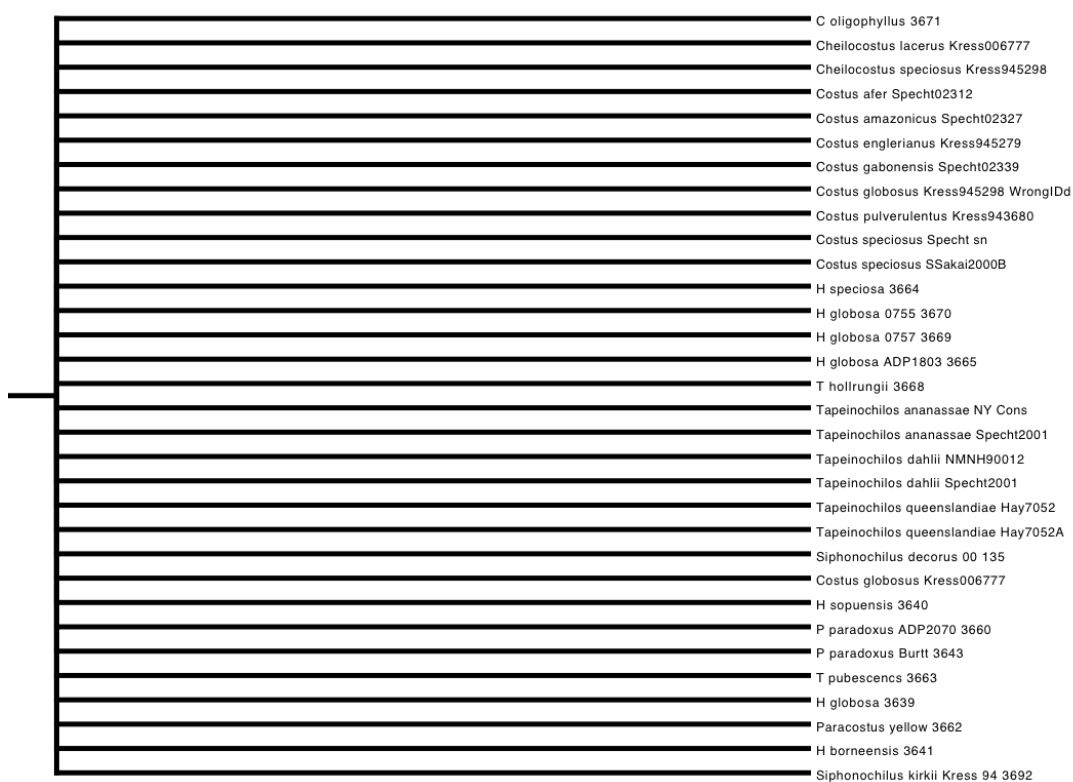 C oligophyllus 3671
Cheilocostus lacerus Kress006777
Cheilocostus speciosus Kress945298
Costus afer Specht02312
Costus amazonicus Specht02327
Costus englerianus Kress945279
Costus gabonensis Specht02339
Costus globosus Kress945298 WrongIDd
Costus pulverulentus Kress943680
Costus speciosus Specht sn
Costus speciosus SSakai2000B
H speciosa 3664
H globosa 0755 3670
H globosa 0757 3669
H globosa ADP1803 3665
T hollrungii 3668
Tapeinochilos ananassae NY Cons
Tapeinochilos ananassae Specht2001
Tapeinochilos dahlii NMNH90012
Tapeinochilos dahlii Specht2001
Tapeinochilos queenslandiae Hay7052
Tapeinochilos queenslandiae Hay7052A
Siphonochilus decorus 00 135
Costus globosus Kress006777
H sopuensis 3640
P paradoxus ADP2070 3660
P paradoxus Burtt 3643
T pubescencs 3663
H globosa 3639
Paracostus yellow 3662
H borneensis 3641
Siphonochilus kirkii Kress 94 3692